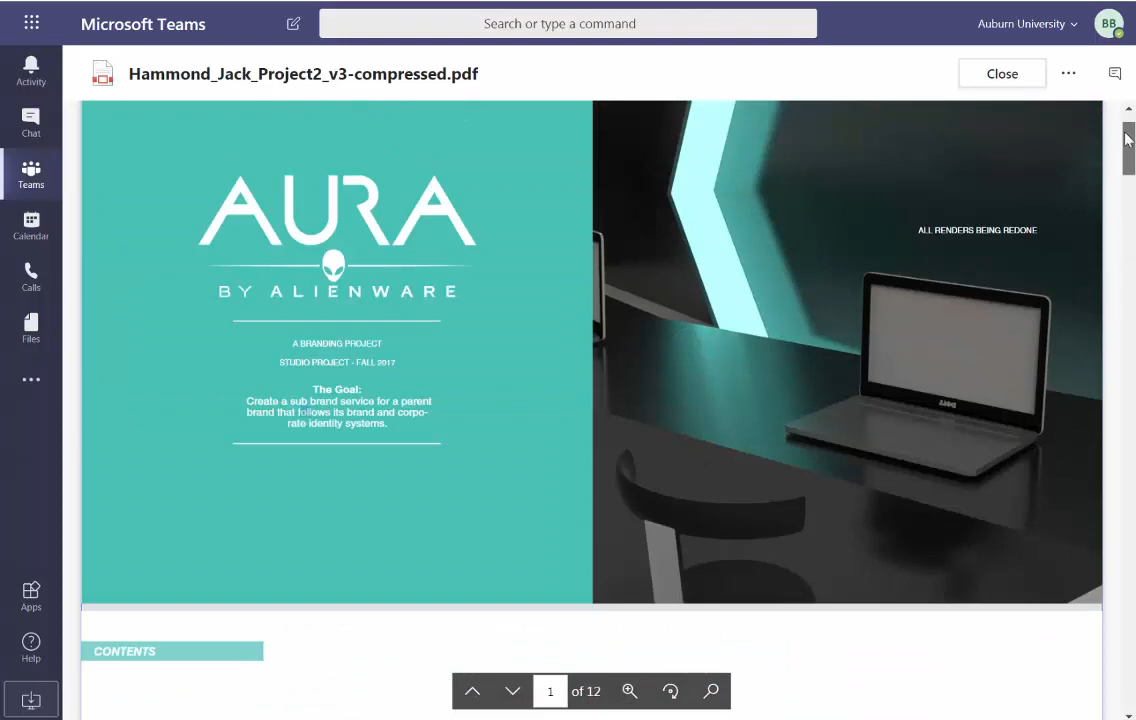 Microsoft Teams
Search or type a command
Auburn University
BB
Activity
Chat
Teams
Calendar
Calls
Files
Apps
Help
Hammond_Jack_Project2_v3-compressed.pdf
Close
AURA
BY ALIENWARE
A BRANDING PROJECT
STUDIO PROJECT - FALL 2017
The Goal:
Create a sub brand service for a parent
brand that follows its brand and corpo-
rate identity systems.
ALL RENDERS BEING REDONE
CONTENTS
1 of 12